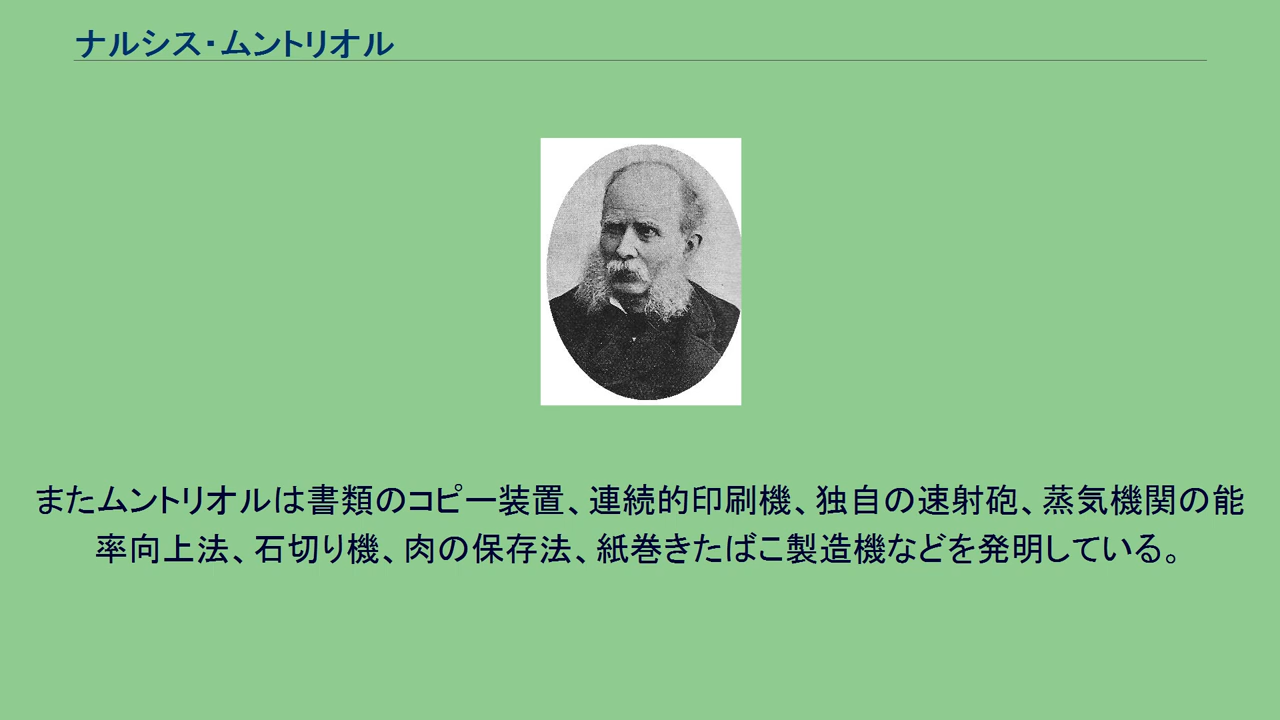 ナルシス・ムントリオル
またムントリオルは書類のコピー装置、連続的印刷機、独自の速射砲、蒸気機関の能
率向上法、石切り機、肉の保存法、紙巻きたばこ製造機などを発明している。